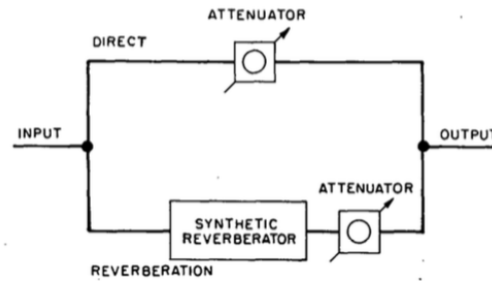 ATTENUATOR
DIRECT
INPUT
OUTPUT
ATTENUATOR
SYNTHETIC
REVERBERATOR
REVERBERATION